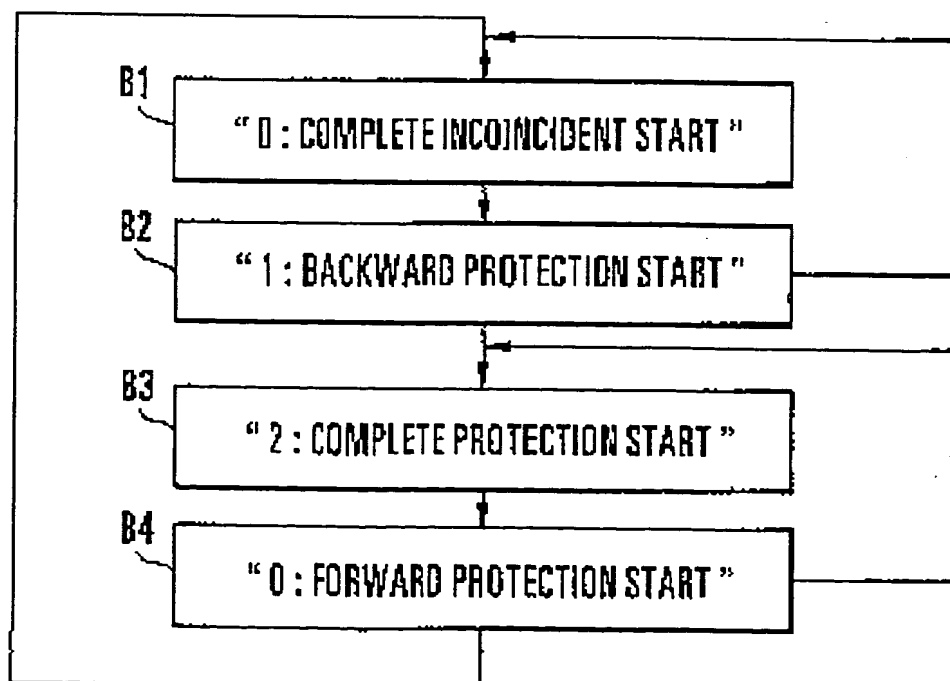 B1
“ 0 : COMPLETE INCOINCIDENT START ”
B2
“ 1 : BACKWARD PROTECTION START ”
B3
“ 2 : COMPLETE PROTECTION START ”
B4
“ 0 : FORWARD PROTECTION START ”